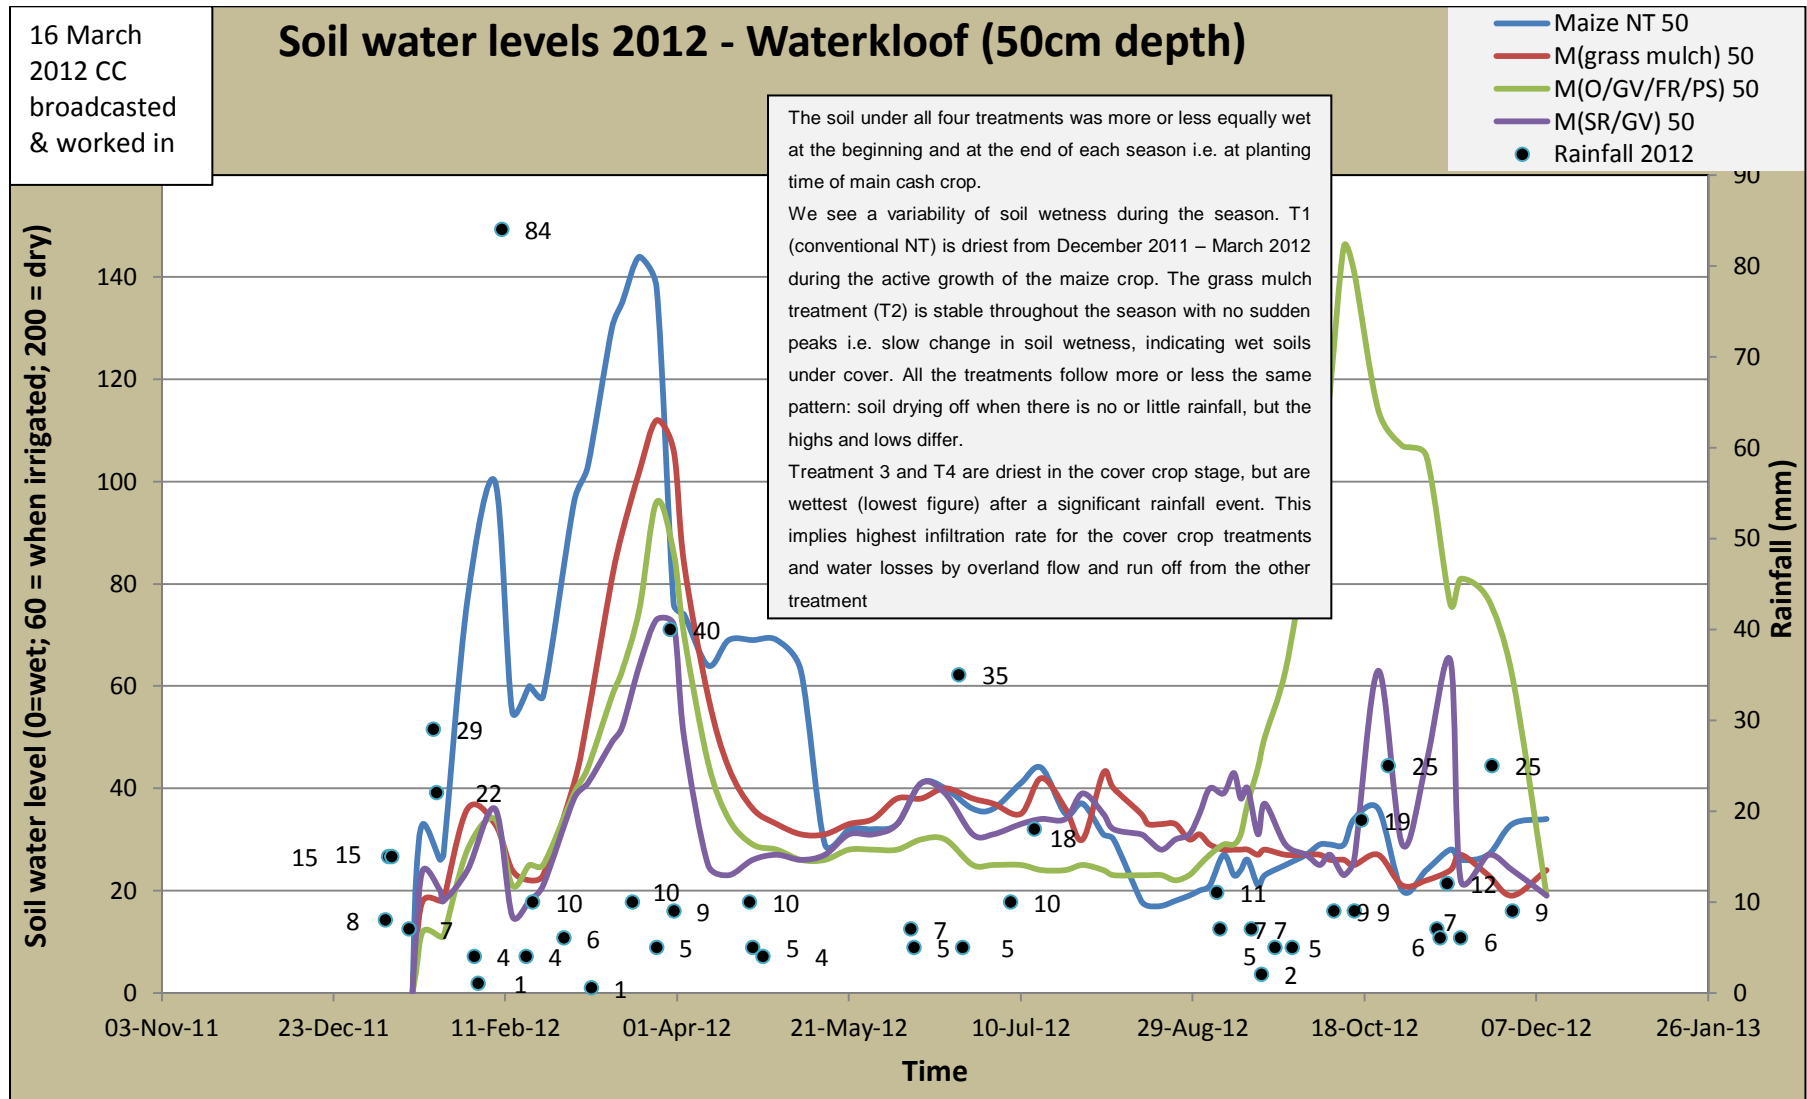 16 March
2012 CC
broadcasted
& worked in
Soil water levels 2012 - Waterkloof (50cm depth)
Maize NT 50
M(grass mulch) 50
M(O/GV/FR/PS) 50
M(SR/GV) 50
Rainfall 2012
The soil under all four treatments was more or less equally wet
at the beginning and at the end of each season i.e. at planting
time of main cash crop.
We see a variability of soil wetness during the season. T1
(conventional NT) is driest from December 2011 – March 2012
during the active growth of the maize crop. The grass mulch
treatment (T2) is stable throughout the season with no sudden
peaks i.e. slow change in soil wetness, indicating wet soils
under cover. All the treatments follow more or less the same
pattern: soil drying off when there is no or little rainfall, but the
highs and lows differ.
Treatment 3 and T4 are driest in the cover crop stage, but are
wettest (lowest figure) after a significant rainfall event. This
implies highest infiltration rate for the cover crop treatments
and water losses by overland flow and run off from the other
treatment
Soil water level (0=wet; 60 = when irrigated; 200 = dry)
140
120
100
80
60
40
20
0
90
80
70
60
50
40
30
20
10
0
Rainfall (mm)
84
40
35
29
22
15 15
8
7
4
1
4
10
6
1
10
5
9
10
5
4
7
5
5
10
18
11
5
7
2
7
5
9
9
19
25
6
7
12
6
25
9
03-Nov-11 23-Dec-11 11-Feb-12 01-Apr-12 21-May-12 10-Jul-12 29-Aug-12 18-Oct-12 07-Dec-12 26-Jan-13
Time